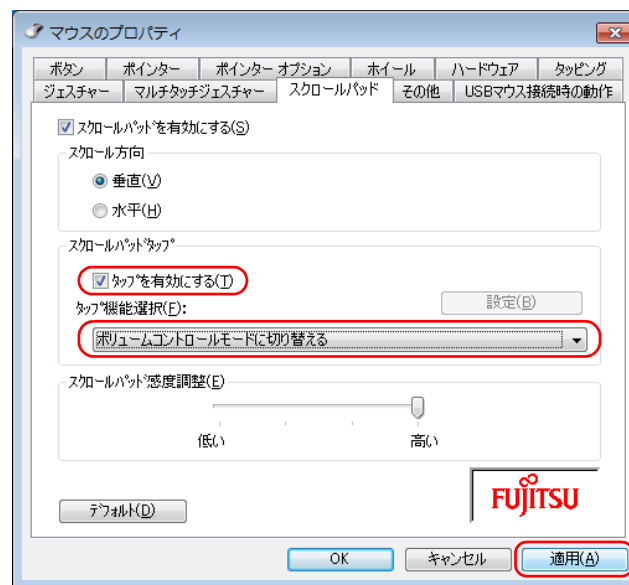 マウスのプロパティ
ボタン ポインター ポインター オプション ホイール ハードウェア タッピング
ジェスチャー マルチタッチジェスチャー スクロールパッド その他 USBマウス接続時の動作
スクロールパッドを有効にする(S)
スクロール方向
垂直(V)
水平(H)
スクロールパッドタップ
タップを有効にする(T)
タップ機能選択(F):
設定(B)
ボリュームコントロールモードに切り替える
スクロールパッド感度調整(E)
低い 高い
FUJITSU
デフォルト(D)
OK キャンセル 適用(A)